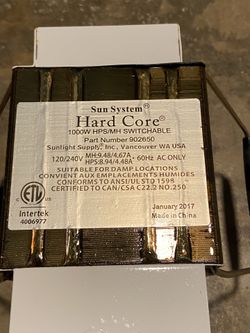 Sun System®
Hard Core®
1000W HPS/MH SWITCHABLE
Part Number 902650
Sunlight Supply®, Inc., Vancouver WA USA
120/240V MH:9.48/4.67A HPS:8.94/4.48A • 60Hz AC ONLY
SUITABLE FOR DAMP LOCATIONS
CONVIENT AUX EMPLACEMENTS HUMIDES
CONFORMS TO ANSI/UL STD 1598
CERTIFIED TO CAN/CSA C22.2 NO.250
ETL
Intertek
4006977
January 2017
Made in China